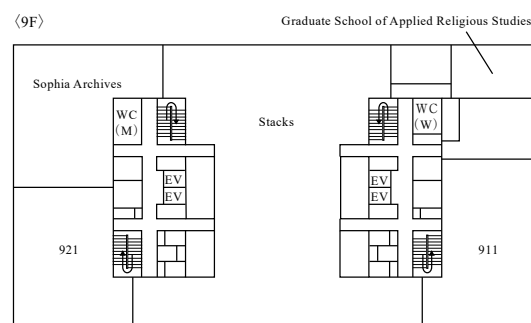 〈9F〉
Graduate School of Applied Religious Studies
Sophia Archives
WC
(M)
Stacks
WC
(W)
EV
EV
EV
EV
921
911